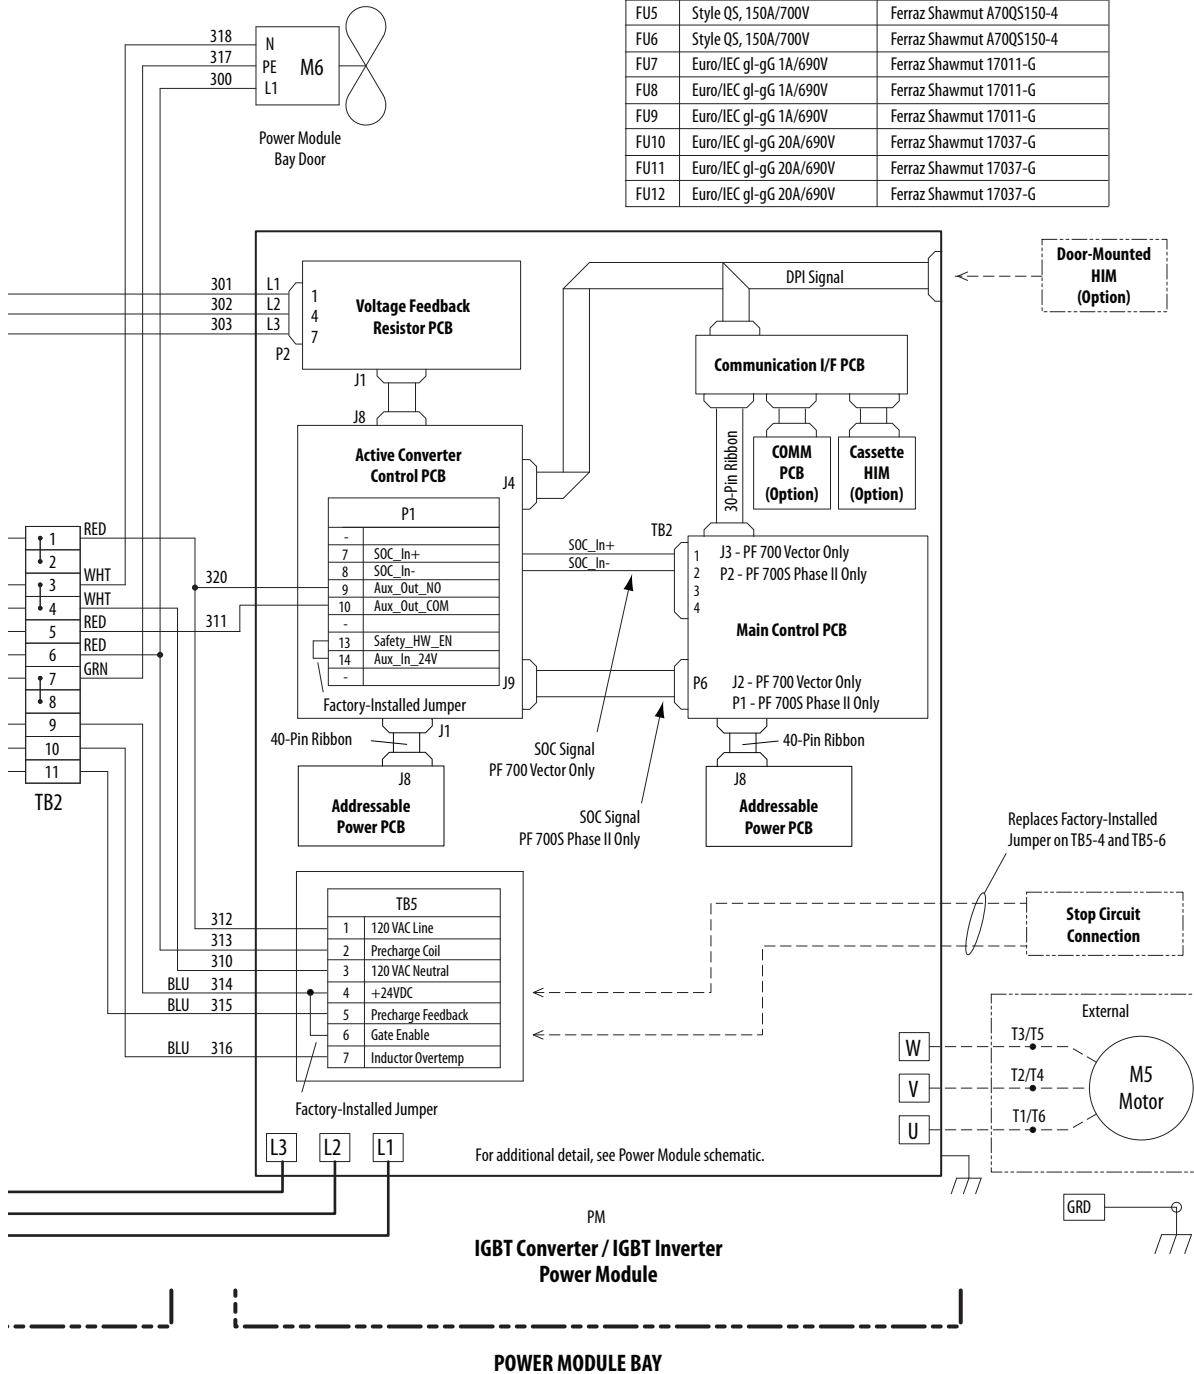 FU5 Style QS, 150A/700V Ferraz Shawmut A70QS150-4
FU6 Style QS, 150A/700V Ferraz Shawmut A70QS150-4
FU7 Euro/IEC gl-gG 1A/690V Ferraz Shawmut 17011-G
FU8 Euro/IEC gl-gG 1A/690V Ferraz Shawmut 17011-G
FU9 Euro/IEC gl-gG 1A/690V Ferraz Shawmut 17011-G
FU10 Euro/IEC gl-gG 20A/690V Ferraz Shawmut 17037-G
FU11 Euro/IEC gl-gG 20A/690V Ferraz Shawmut 17037-G
FU12 Euro/IEC gl-gG 20A/690V Ferraz Shawmut 17037-G
318 N
317 PE
300 L1
M6
Power Module
Bay Door
301 L1 1
302 L2 4
303 L3 7
P2
Voltage Feedback
Resistor PCB
J1
J8
DPI Signal
Door-Mounted
HIM
(Option)
Communication I/F PCB
COMM
PCB
(Option)
Cassette
HIM
(Option)
30-Pin Ribbon
Active Converter
Control PCB
J4
P1
-
7 SOC_In+
8 SOC_In-
9 Aux_Out_NO
10 Aux_Out_COM
-
13 Safety_HW_EN
14 Aux_In_24V
-
Factory-Installed Jumper
J9
J1
40-Pin Ribbon
J8
Addressable
Power PCB
SOC_In+
SOC_In-
TB2
1
2
3
4
J3 - PF 700 Vector Only
P2 - PF 700S Phase II Only
Main Control PCB
P6
J2 - PF 700 Vector Only
P1 - PF 700S Phase II Only
40-Pin Ribbon
J8
Addressable
Power PCB
SOC Signal
PF 700 Vector Only
SOC Signal
PF 700S Phase II Only
1 RED
2
3 WHT
4 WHT
5 RED
6 RED
7 GRN
8
9
10
11
TB2
320
311
Replaces Factory-Installed
Jumper on TB5-4 and TB5-6
Stop Circuit
Connection
TB5
312 1 120 VAC Line
313 2 Precharge Coil
310 3 120 VAC Neutral
BLU 314 4 +24VDC
BLU 315 5 Precharge Feedback
6 Gate Enable
BLU 316 7 Inductor Overtemp
Factory-Installed Jumper
L3
L2
L1
For additional detail, see Power Module schematic.
W
V
U
External
T3/T5
T2/T4
T1/T6
M5
Motor
GRD
PM
IGBT Converter / IGBT Inverter
Power Module
POWER MODULE BAY